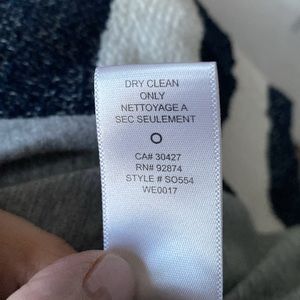 DRY CLEAN
ONLY
NETTOYAGE A
SEC SEULEMENT
CA# 30427
RN# 92874
STYLE # SO554
WE0017